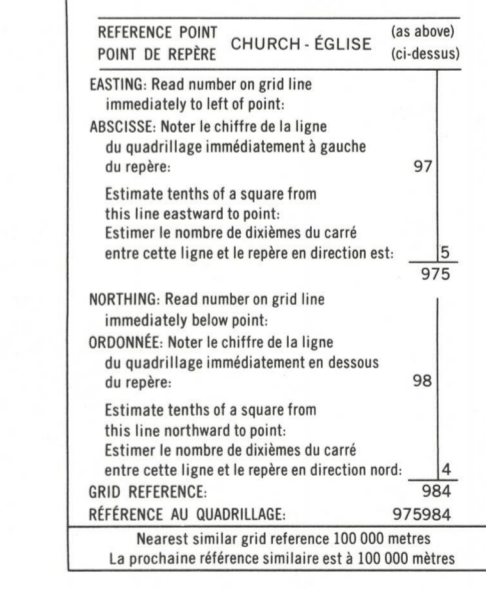 REFERENCE POINT
POINT DE REPÈRE CHURCH - ÉGLISE (as above)
(ci-dessus)
EASTING: Read number on grid line
immediately to left of point:
ABSCISSE: Noter le chiffre de la ligne
du quadrillage immédiatement à gauche
du repère: 97
Estimate tenths of a square from
this line eastward to point:
Estimer le nombre de dixièmes du carré
entre cette ligne et le repère en direction est: 5
975
NORTHING: Read number on grid line
immediately below point:
ORDONNÉE: Noter le chiffre de la ligne
du quadrillage immédiatement en dessous
du repère: 98
Estimate tenths of a square from
this line northward to point:
Estimer le nombre de dixièmes du carré
entre cette ligne et le repère en direction nord: 4
GRID REFERENCE: 984
RÉFÉRENCE AU QUADRILLAGE: 975984
Nearest similar grid reference 100 000 metres
La prochaine référence similaire est à 100 000 mètres